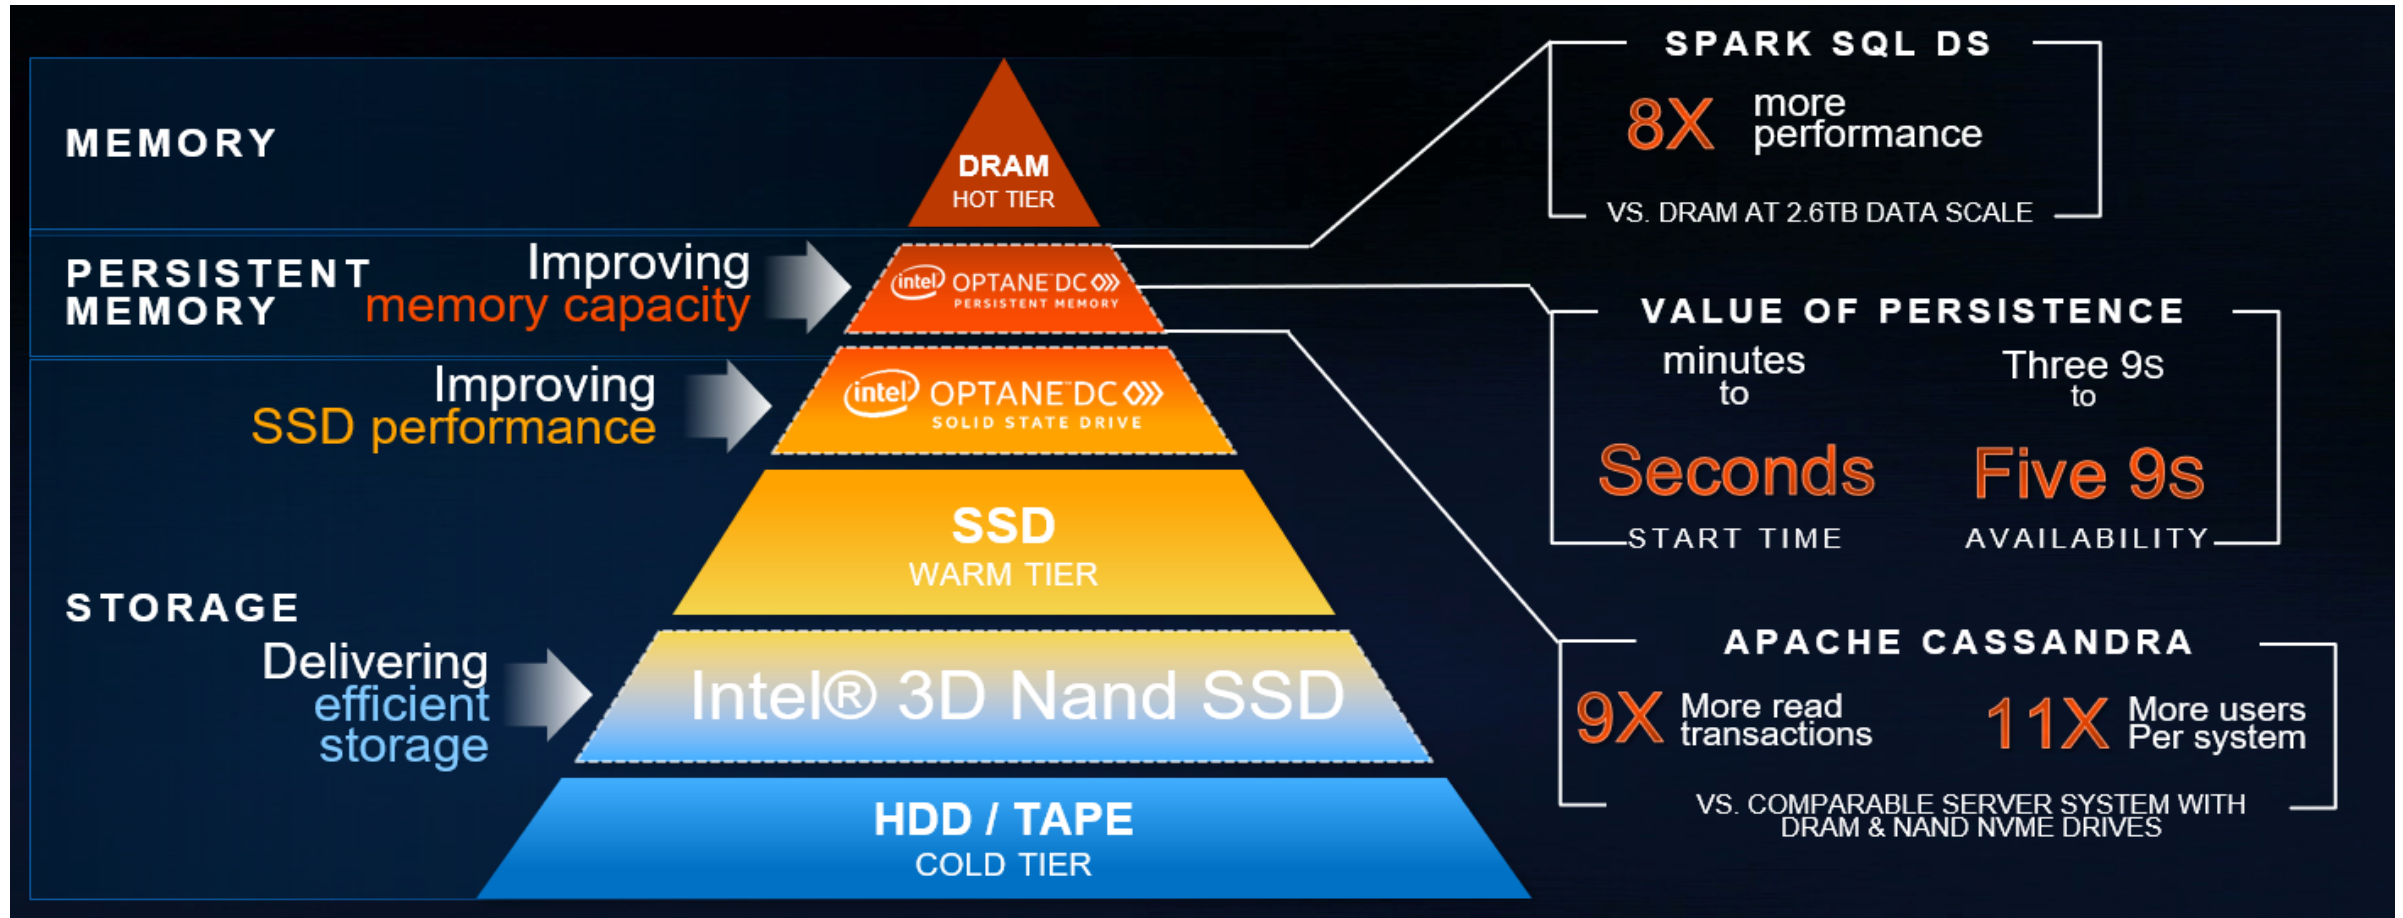 MEMORY
DRAM
HOT TIER
PERSISTENT
MEMORY
Improving
memory capacity
intel OPTANE™ DC
PERSISTENT MEMORY
Improving
SSD performance
intel® OPTANE™ DC
SOLID STATE DRIVE
SSD
WARM TIER
STORAGE
Delivering
efficient
storage
Intel® 3D Nand SSD
HDD / TAPE
COLD TIER
SPARK SQL DS
8X more
performance
VS. DRAM AT 2.6TB DATA SCALE
VALUE OF PERSISTENCE
minutes
to
Seconds
START TIME
Three 9s
to
Five 9s
AVAILABILITY
APACHE CASSANDRA
9X More read
transactions
11X More users
Per system
VS. COMPARABLE SERVER SYSTEM WITH
DRAM & NAND NVME DRIVES